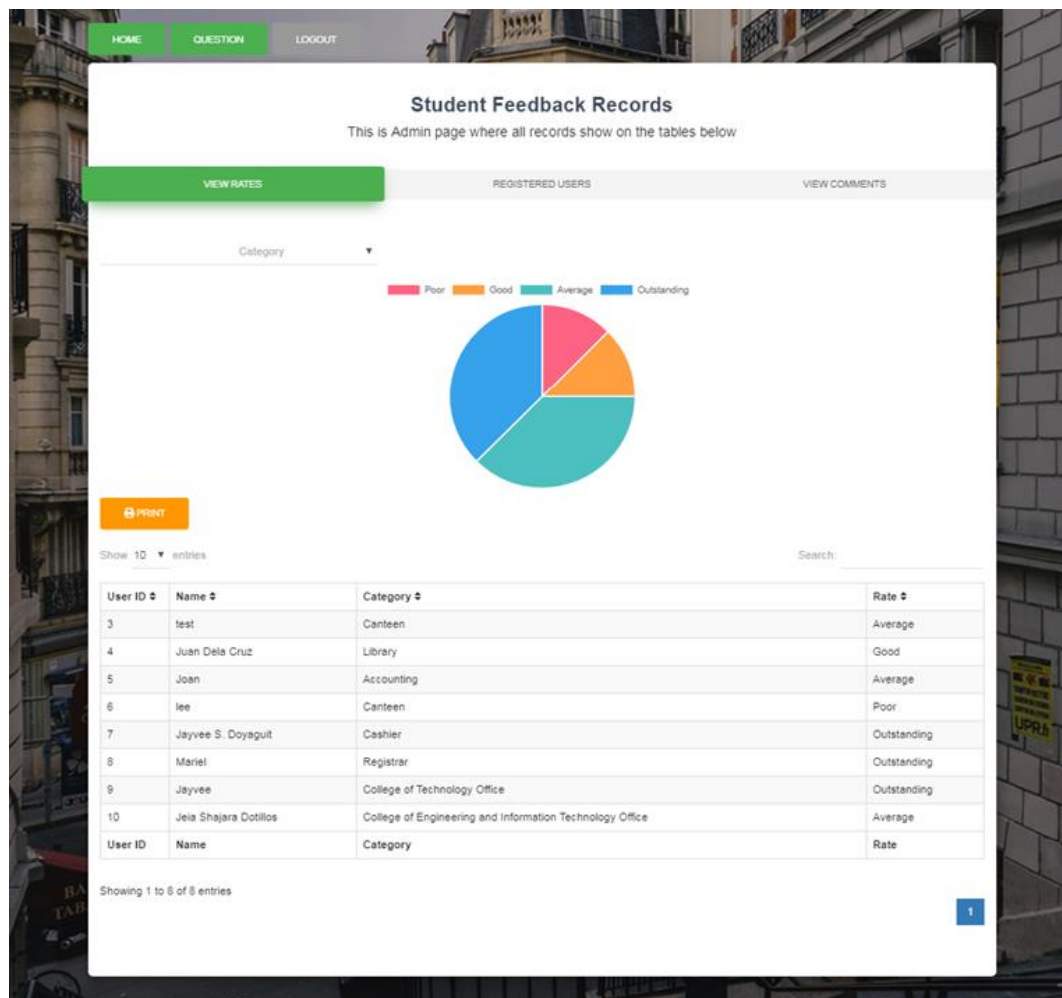 HOME QUESTION LOGOUT
Student Feedback Records
This is Admin page where all records show on the tables below
VIEW RATES REGISTERED USERS VIEW COMMENTS
Category
Poor Good Average Outstanding
PRINT
Show 10 entries Search:
User ID Name Category Rate
3 test Canteen Average
4 Juan Dela Cruz Library Good
5 Joan Accounting Average
6 lee Canteen Poor
7 Jayvee S. Doyaguit Cashier Outstanding
8 Mariel Registrar Outstanding
9 Jayvee College of Technology Office Outstanding
10 Jeia Shajara Dotillos College of Engineering and Information Technology Office Average
User ID Name Category Rate
Showing 1 to 8 of 8 entries
1
UPR.fr
BA
TAB